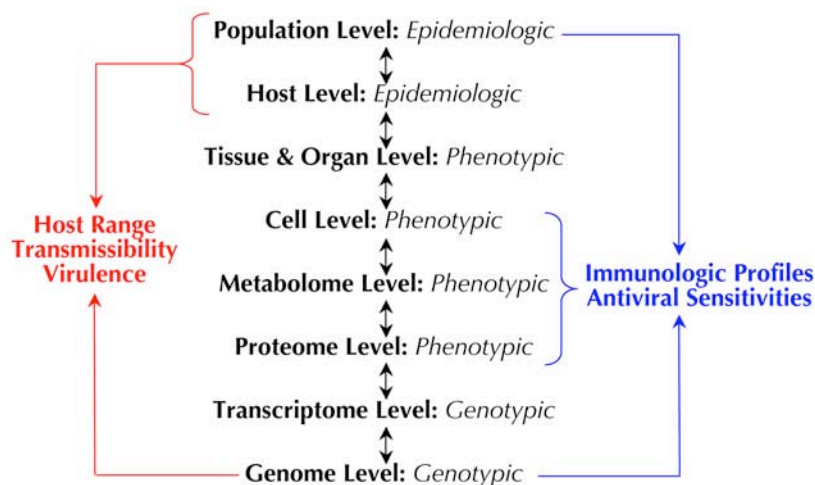 Population Level: Epidemiologic
Host Level: Epidemiologic
Tissue & Organ Level: Phenotypic
Cell Level: Phenotypic
Host Range
Transmissibility
Virulence
Metabolome Level: Phenotypic
Immunologic Profiles
Antiviral Sensitivities
Proteome Level: Phenotypic
Transcriptome Level: Genotypic
Genome Level: Genotypic